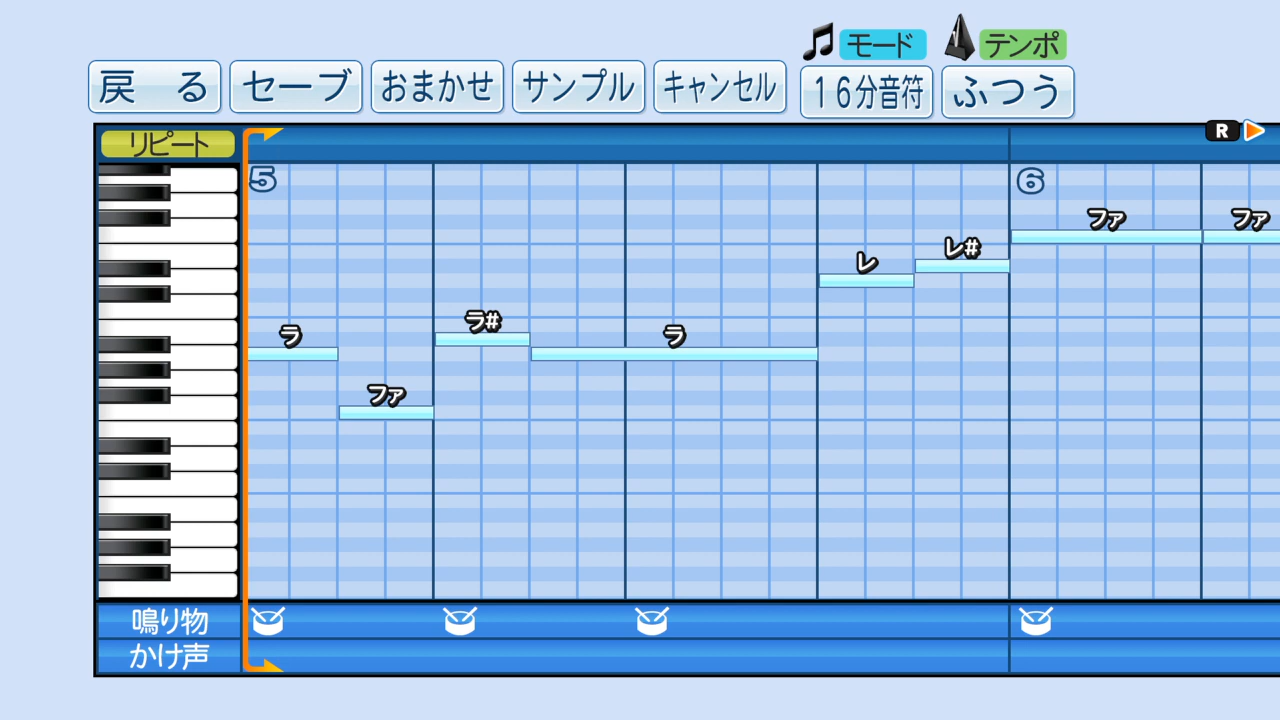 モード テンポ
戻 る セーブ おまかせ サンプル キャンセル 16分音符 ふつう
リピート R
5 6
ファ ファ
レ レ#
ラ ラ# ラ
ファ
鳴り物
かけ声